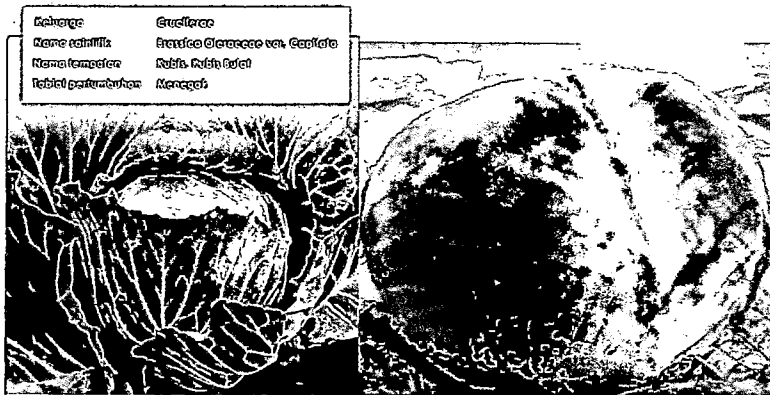 Keluarga Cruciferae
Nama saintifik Brassica Oleraceae var. Capitata
Nama tempatan Kubis, Kubis Bulat
Tabiat pertumbuhan Menegak